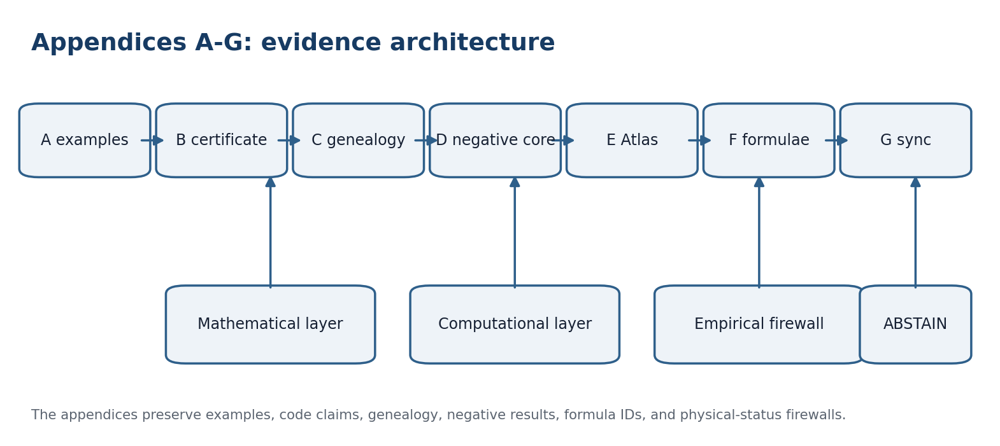 Appendices A-G: evidence architecture
A examples
B certificate
C genealogy
D negative core
E Atlas
F formulae
G sync
Mathematical layer
Computational layer
Empirical firewall
ABSTAIN
The appendices preserve examples, code claims, genealogy, negative results, formula IDs, and physical-status firewalls.